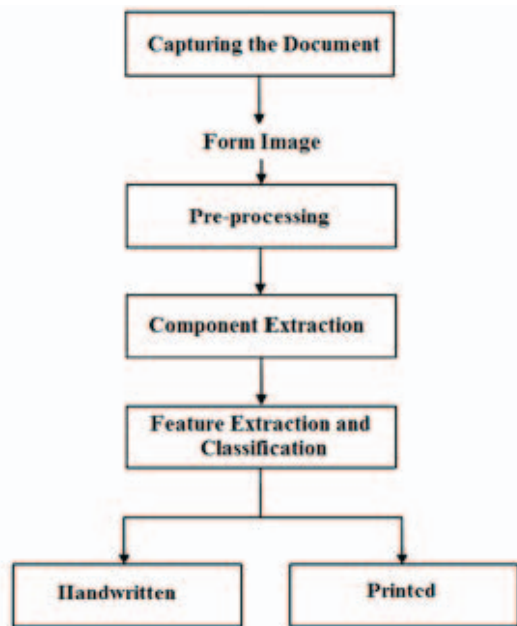 Capturing the Document
Form Image
Pre-processing
Component Extraction
Feature Extraction and
Classification
Handwritten
Printed